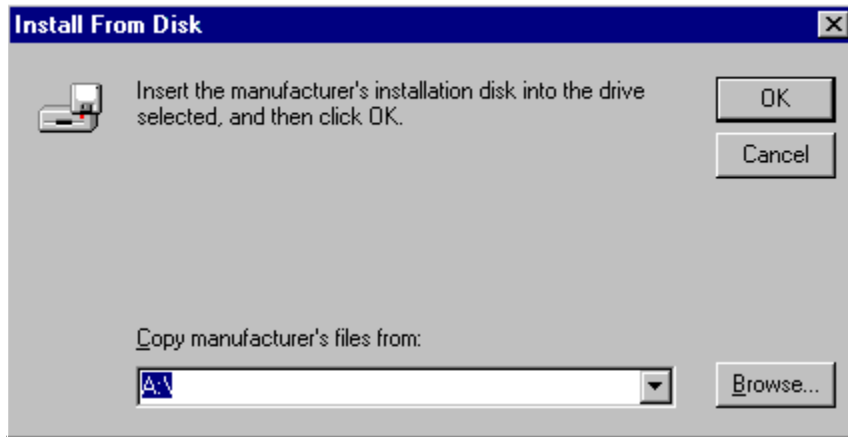 Install From Disk
Insert the manufacturer's installation disk into the drive
selected, and then click OK.
OK
Cancel
Copy manufacturer's files from:
A:\
Browse...